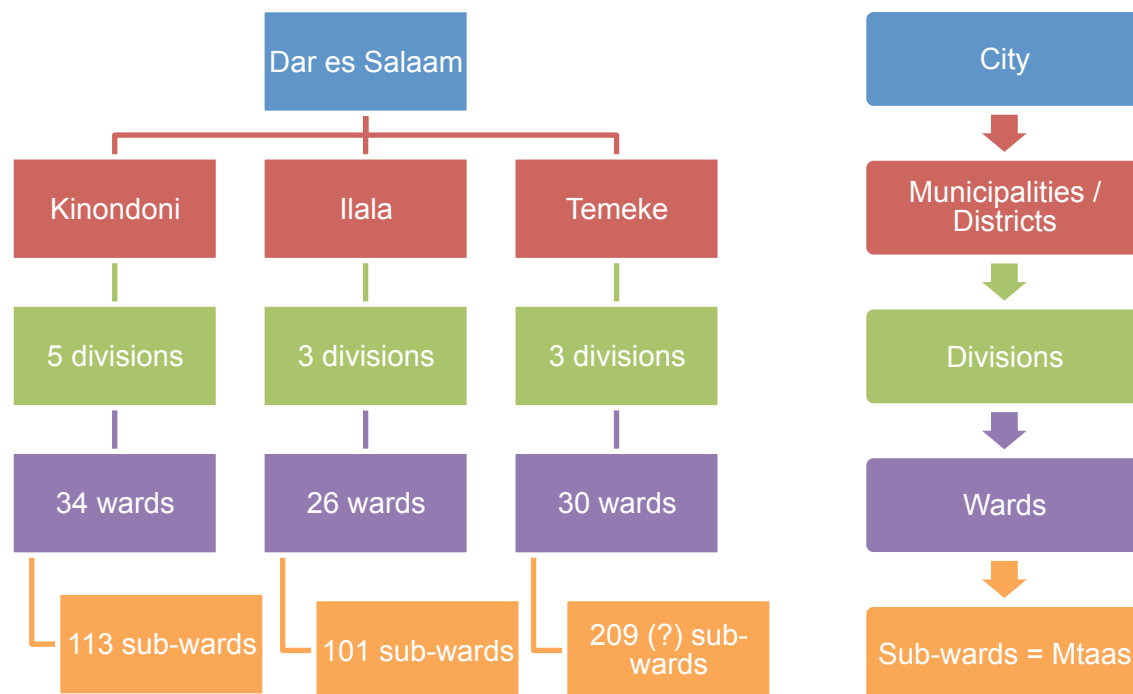 Dar es Salaam
City
Kinondoni
Ilala
Temeke
Municipalities /
Districts
5 divisions
3 divisions
3 divisions
Divisions
34 wards
26 wards
30 wards
Wards
113 sub-wards
101 sub-wards
209 (?) sub-
wards
Sub-wards = Mtaas